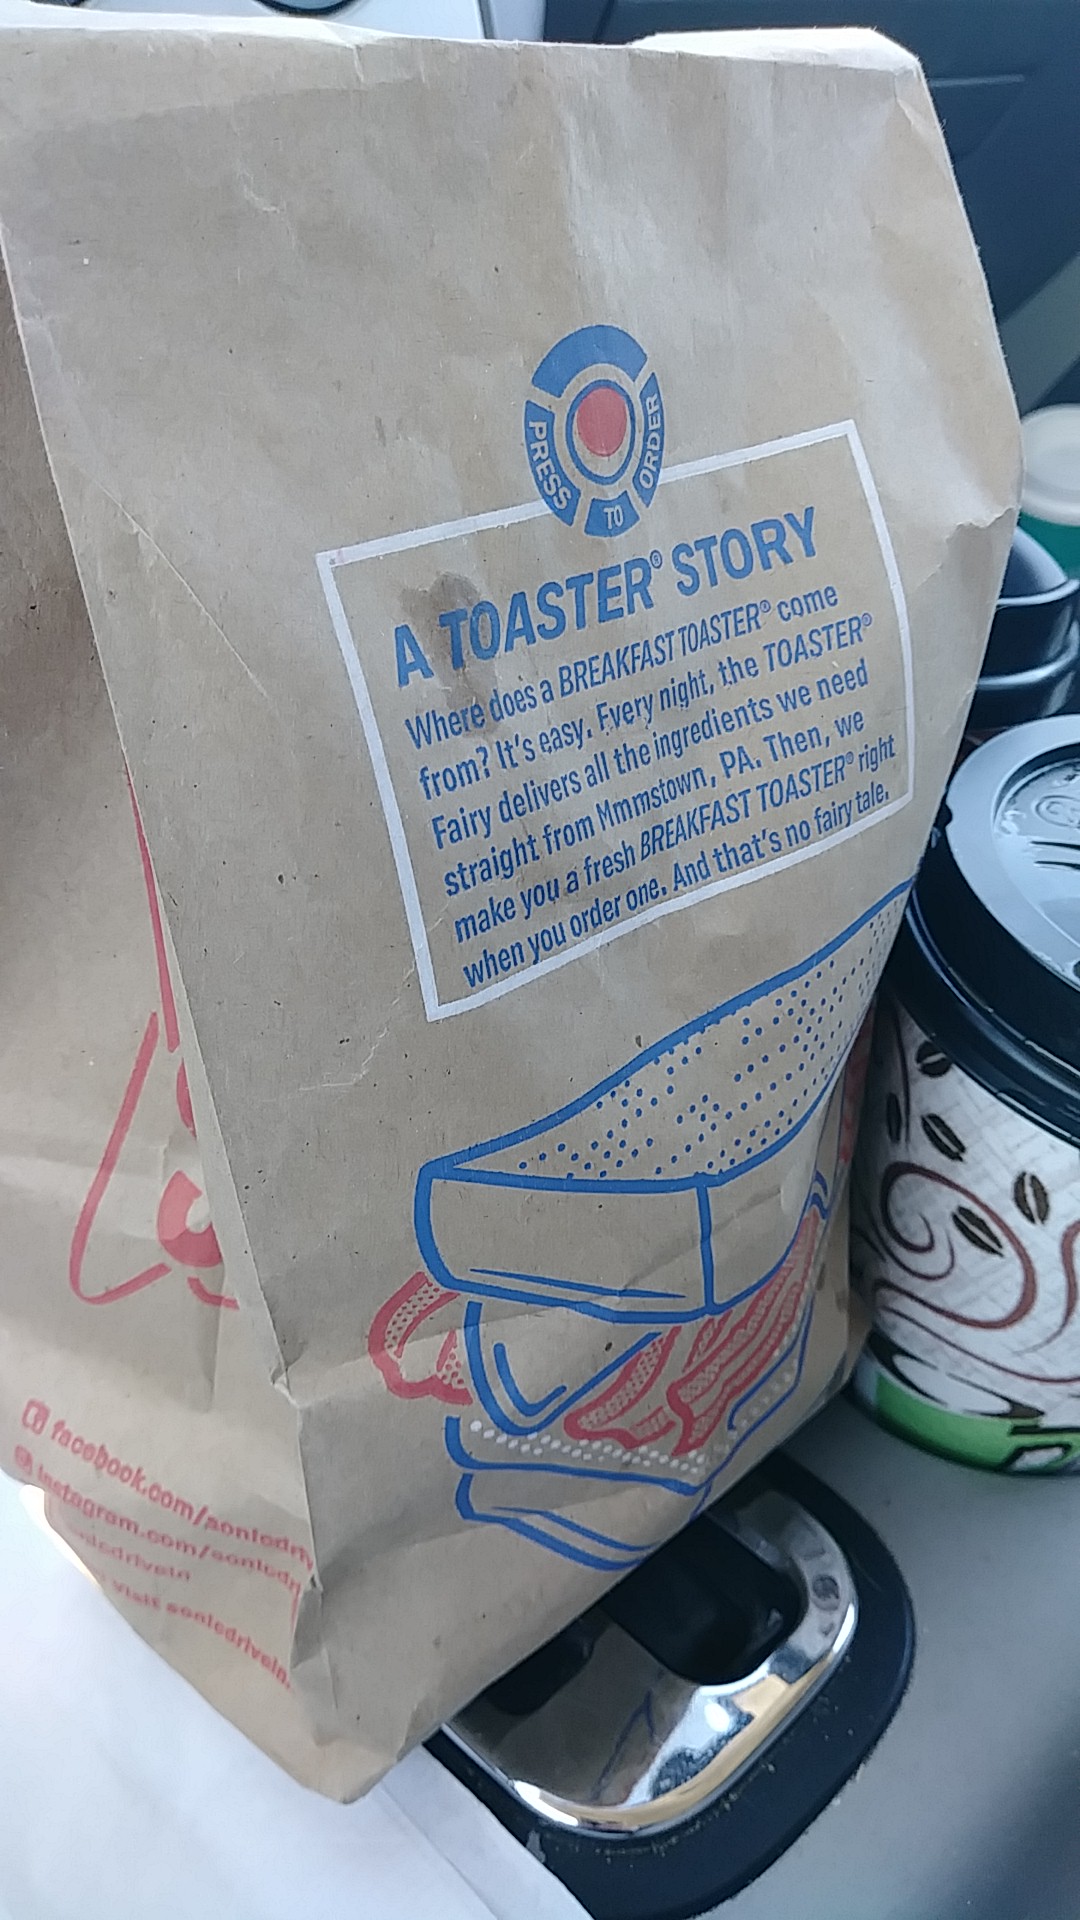 PRESS TO ORDER
A TOASTER® STORY
Where does a BREAKFAST TOASTER® come
from? It's easy. Every night, the TOASTER®
Fairy delivers all the ingredients we need
straight from Mmmstown, PA. Then, we
make you a fresh BREAKFAST TOASTER® right
when you order one. And that's no fairy tale.
facebook.com/sonicdri
instagram.com/sonicdri
sonicdrivein
visit sonicdrivein.